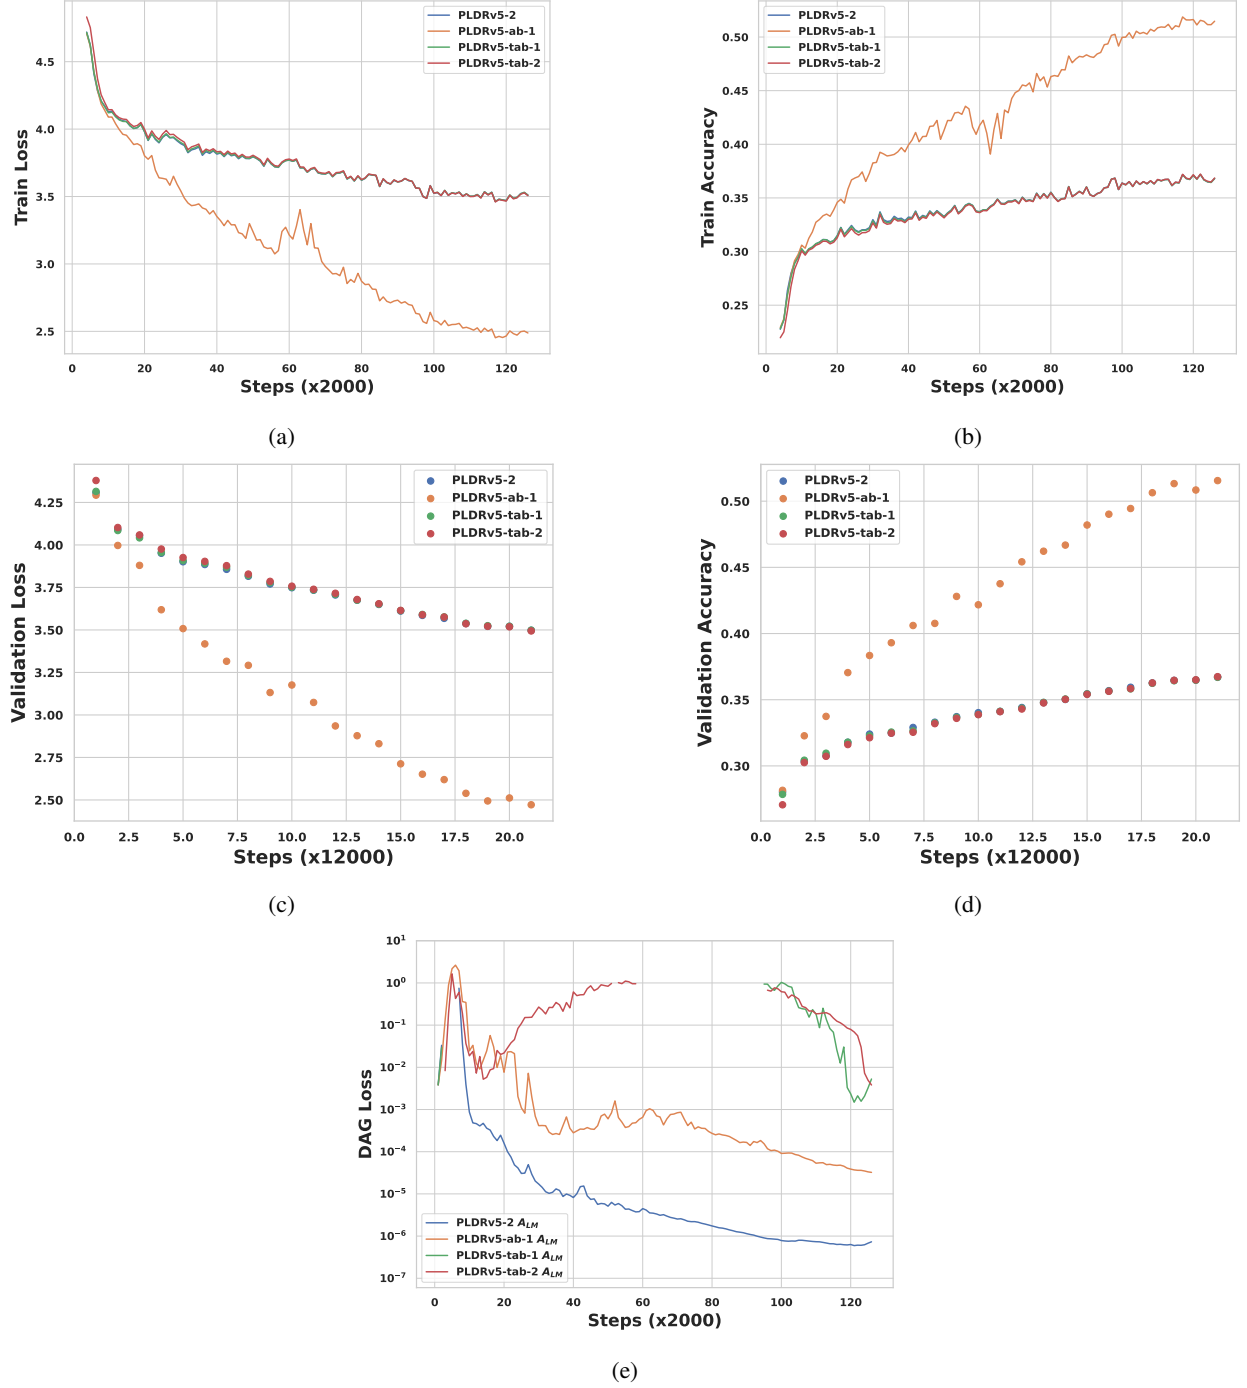 PLDRv5-2
PLDRv5-ab-1
PLDRv5-tab-1
PLDRv5-tab-2
4.5
4.0
3.5
3.0
2.5
0 20 40 60 80 100 120
Train Loss
Steps (x2000)
(a)
PLDRv5-2
PLDRv5-ab-1
PLDRv5-tab-1
PLDRv5-tab-2
0.50
0.45
0.40
0.35
0.30
0.25
0 20 40 60 80 100 120
Train Accuracy
Steps (x2000)
(b)
PLDRv5-2
PLDRv5-ab-1
PLDRv5-tab-1
PLDRv5-tab-2
4.25
4.00
3.75
3.50
3.25
3.00
2.75
2.50
0.0 2.5 5.0 7.5 10.0 12.5 15.0 17.5 20.0
Validation Loss
Steps (x12000)
(c)
PLDRv5-2
PLDRv5-ab-1
PLDRv5-tab-1
PLDRv5-tab-2
0.50
0.45
0.40
0.35
0.30
0.0 2.5 5.0 7.5 10.0 12.5 15.0 17.5 20.0
Validation Accuracy
Steps (x12000)
(d)
10¹
10⁰
10⁻¹
10⁻²
10⁻³
10⁻⁴
10⁻⁵
10⁻⁶
10⁻⁷
DAG Loss
PLDRv5-2 A_LM
PLDRv5-ab-1 A_LM
PLDRv5-tab-1 A_LM
PLDRv5-tab-2 A_LM
0 20 40 60 80 100 120
Steps (x2000)
(e)